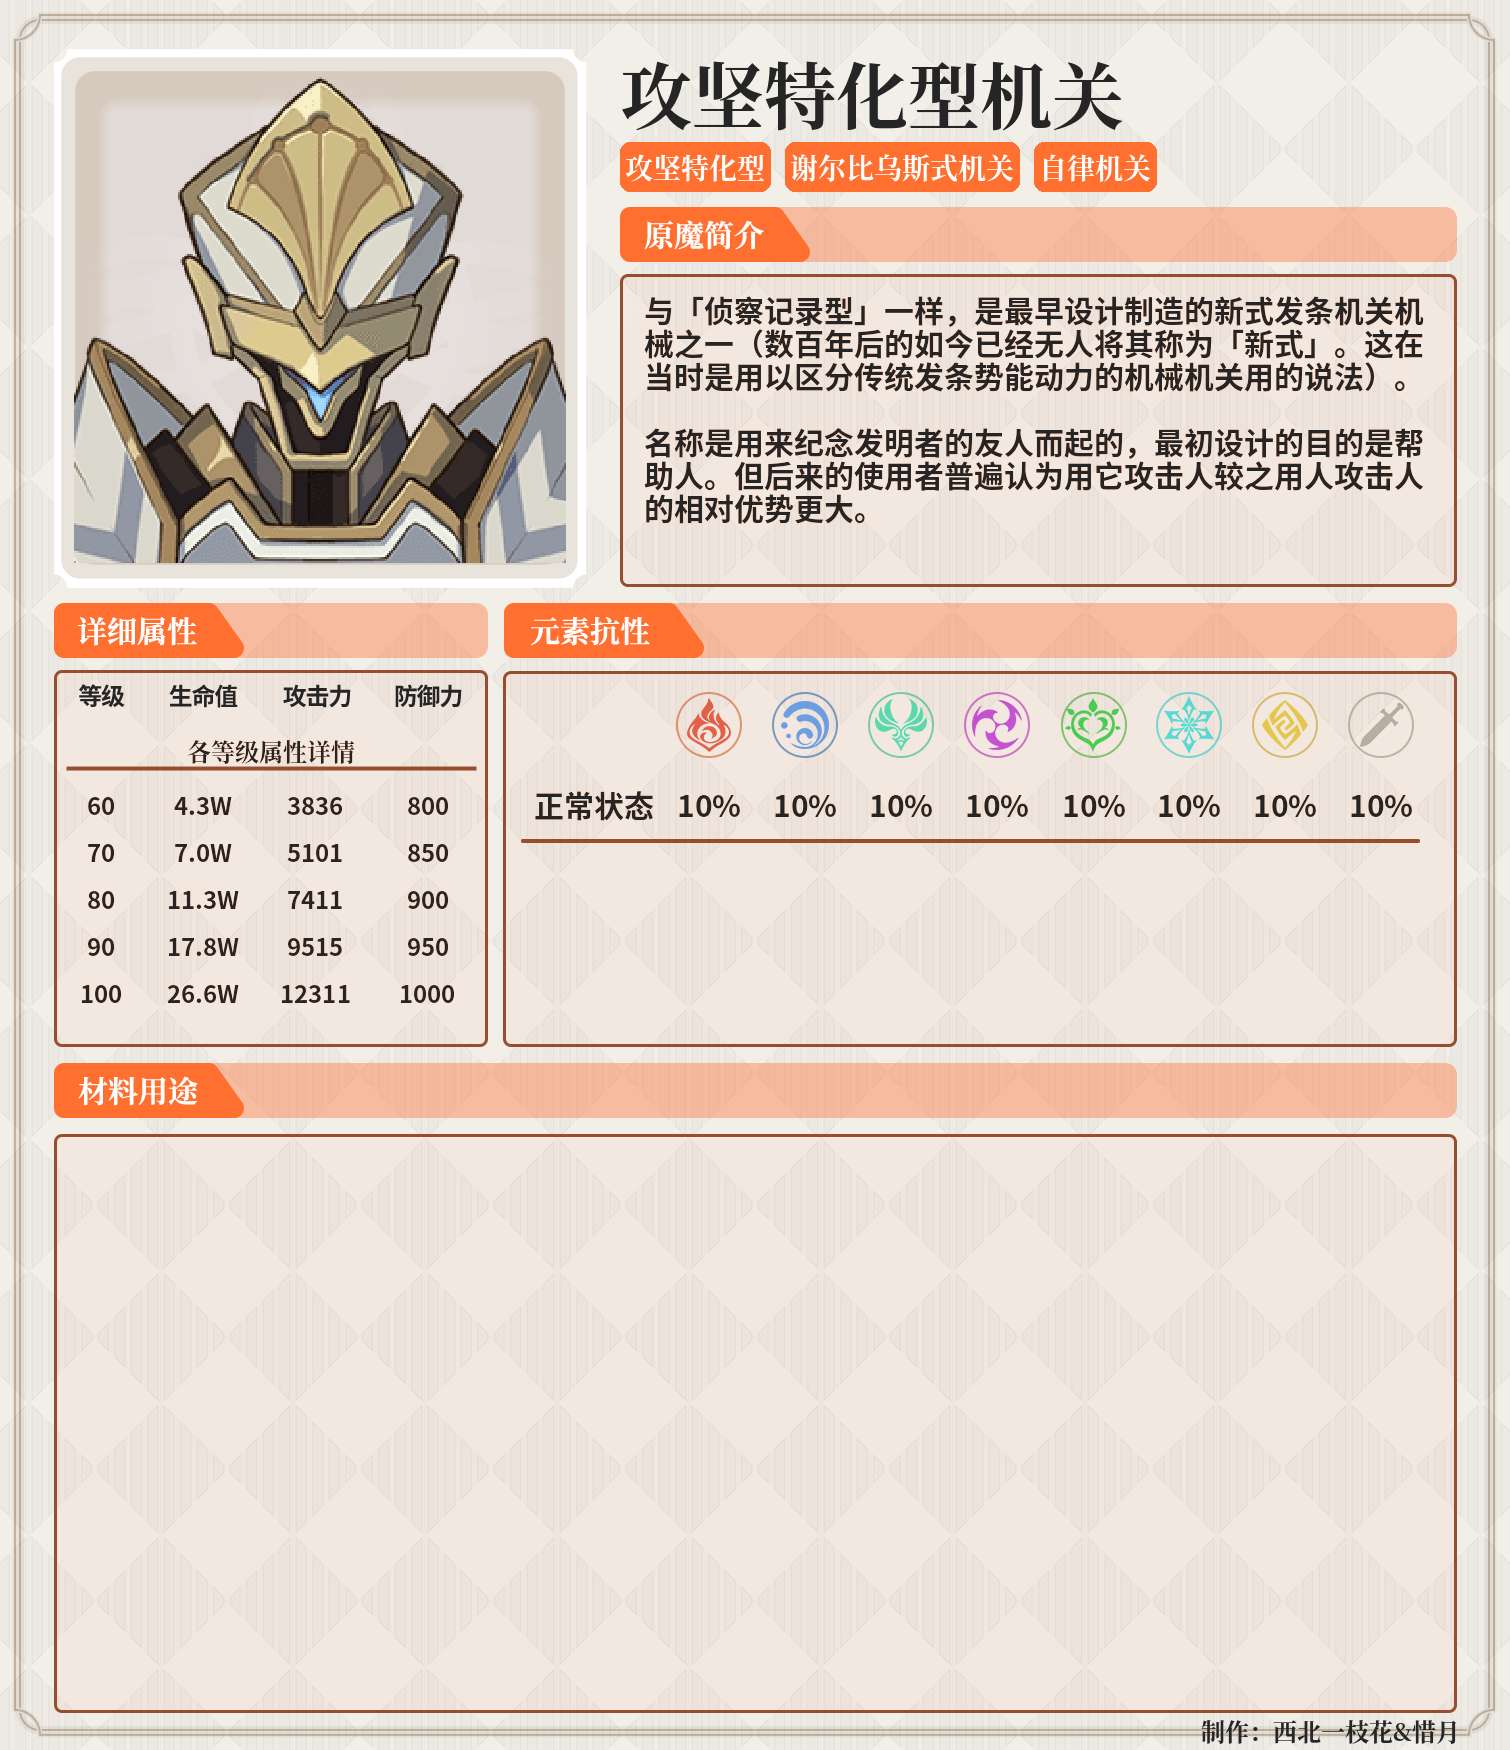 攻坚特化型机关
攻坚特化型 谢尔比乌斯式机关 自律机关
原魔简介
与「侦察记录型」一样，是最早设计制造的新式发条机关机
械之一（数百年后的如今已经无人将其称为「新式」。这在
当时是用以区分传统发条势能动力的机械机关用的说法）。
名称是用来纪念发明者的友人而起的，最初设计的目的是帮
助人。但后来的使用者普遍认为用它攻击人较之用人攻击人
的相对优势更大。
详细属性
等级 生命值 攻击力 防御力
各等级属性详情
60 4.3W 3836 800
70 7.0W 5101 850
80 11.3W 7411 900
90 17.8W 9515 950
100 26.6W 12311 1000
元素抗性
正常状态 10% 10% 10% 10% 10% 10% 10% 10%
材料用途
制作：西北一枝花&惜月